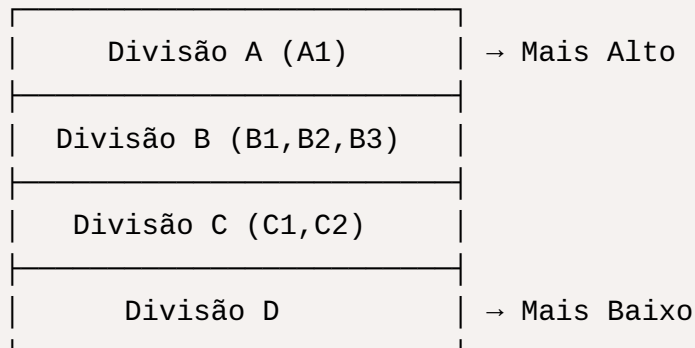 Divisão A (A1) → Mais Alto
Divisão B (B1,B2,B3)
Divisão C (C1,C2)
Divisão D → Mais Baixo